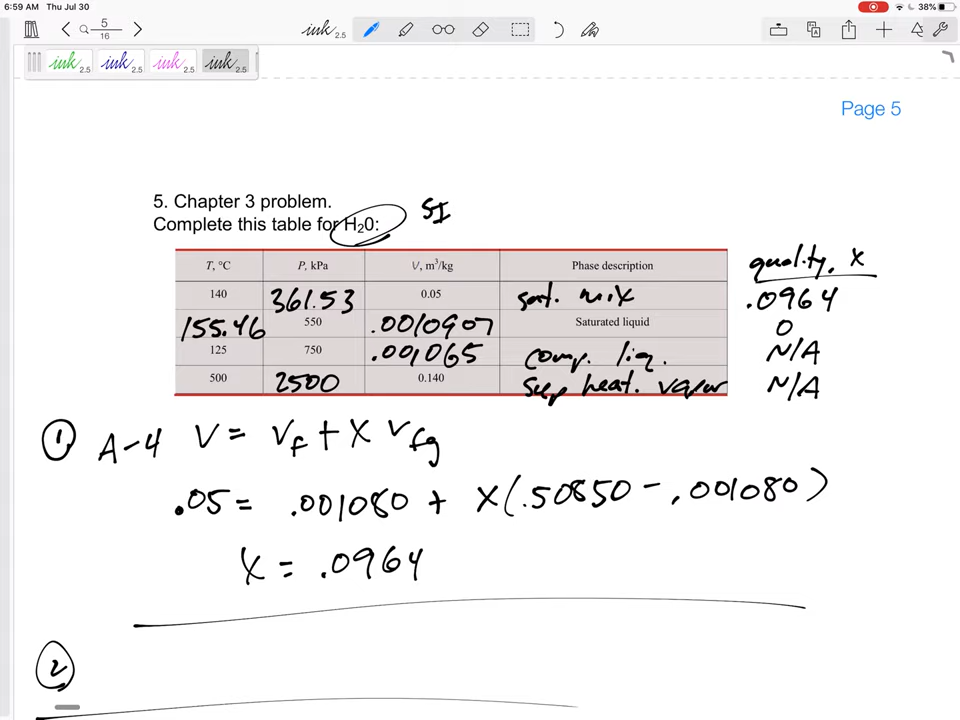 6:59 AM Thu Jul 30
38%
5
16
ink 2.5
ink 2.5 ink 2.5 ink 2.5 ink 2.5
Page 5
5. Chapter 3 problem.
Complete this table for H₂0: SI
T, °C P, kPa V, m³/kg Phase description quality, x
140 361.53 0.05 sat. mix .0964
155.46 550 .0010907 Saturated liquid 0
125 750 .001065 comp. liq. N/A
500 2500 0.140 Sup heat. vapor N/A
① A-4 V = Vf + X Vfg
.05 = .001080 + X(.50850 - .001080)
X = .0964
②